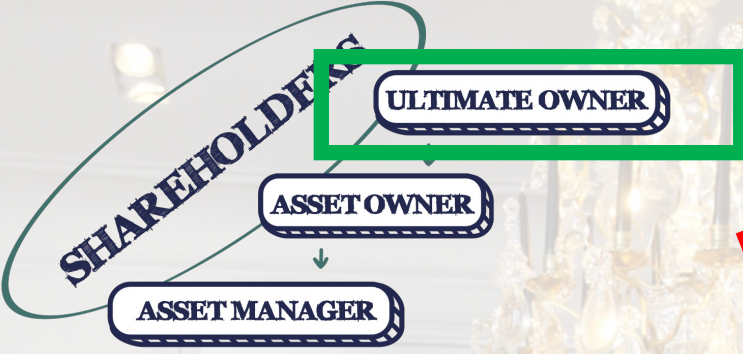 SHAREHOLDERS
ULTIMATE OWNER
ASSET OWNER
ASSET MANAGER